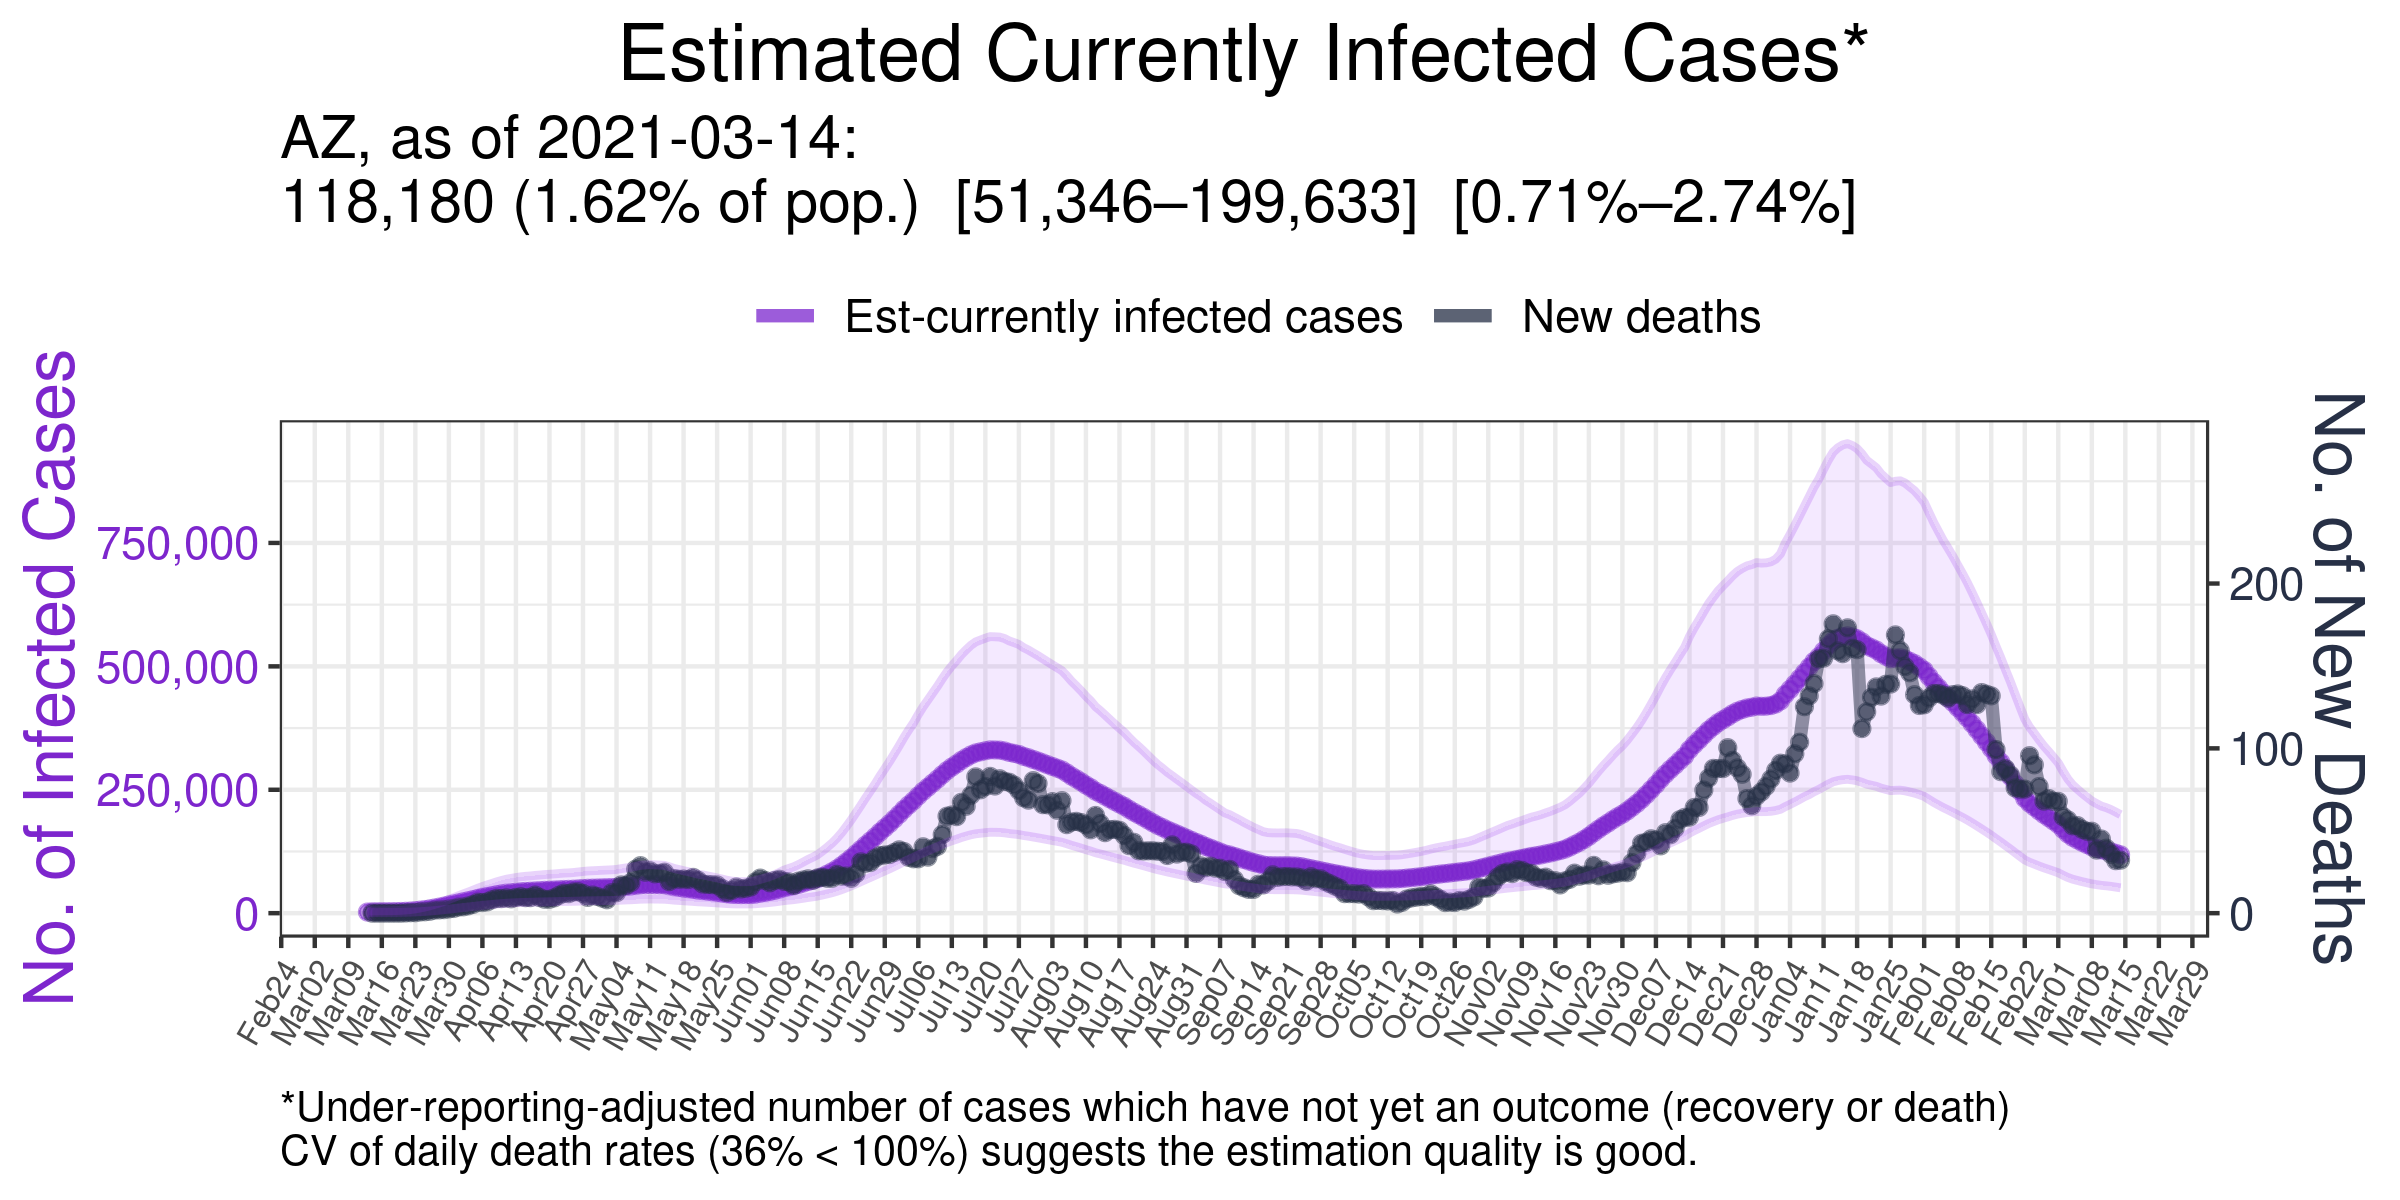 Estimated Currently Infected Cases*
AZ, as of 2021-03-14:
118,180 (1.62% of pop.) [51,346–199,633] [0.71%–2.74%]
Est-currently infected cases
New deaths
No. of Infected Cases
750,000
500,000
250,000
0
No. of New Deaths
200
100
0
Feb24
Mar02
Mar09
Mar16
Mar23
Mar30
Apr06
Apr13
Apr20
Apr27
May04
May11
May18
May25
Jun01
Jun08
Jun15
Jun22
Jun29
Jul06
Jul13
Jul20
Jul27
Aug03
Aug10
Aug17
Aug24
Aug31
Sep07
Sep14
Sep21
Sep28
Oct05
Oct12
Oct19
Oct26
Nov02
Nov09
Nov16
Nov23
Nov30
Dec07
Dec14
Dec21
Dec28
Jan04
Jan11
Jan18
Jan25
Feb01
Feb08
Feb15
Feb22
Mar01
Mar08
Mar15
Mar22
Mar29
*Under-reporting-adjusted number of cases which have not yet an outcome (recovery or death)
CV of daily death rates (36% < 100%) suggests the estimation quality is good.